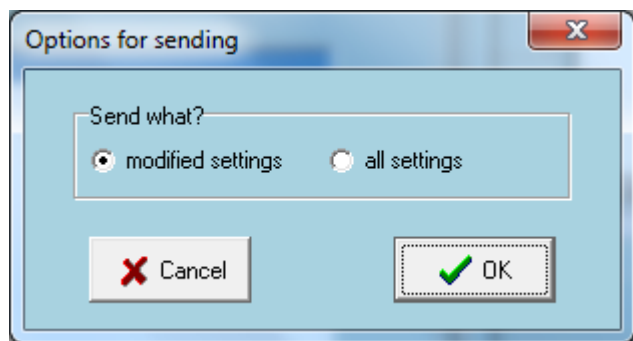 Options for sending
Send what?
modified settings all settings
Cancel OK